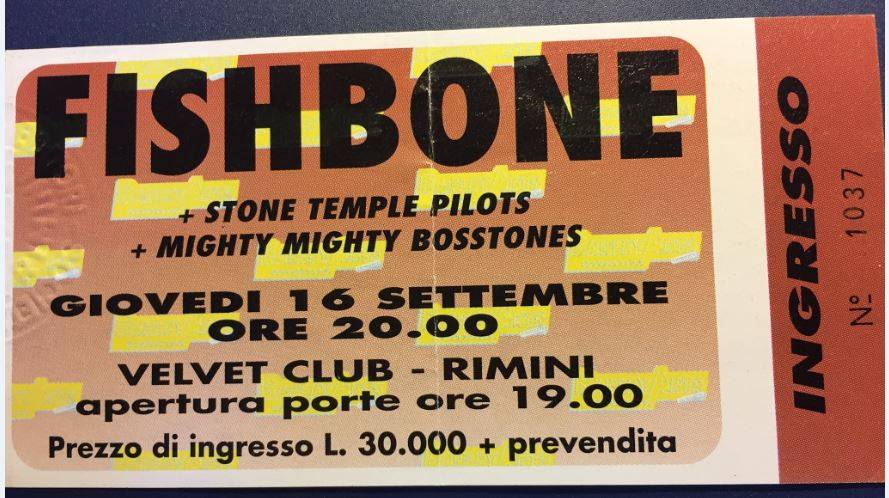 FISHBONE
+ STONE TEMPLE PILOTS
+ MIGHTY MIGHTY BOSSTONES
GIOVEDI 16 SETTEMBRE
ORE 20.00
VELVET CLUB - RIMINI
apertura porte ore 19.00
Prezzo di ingresso L. 30.000 + prevendita
INGRESSO
Nº 1037